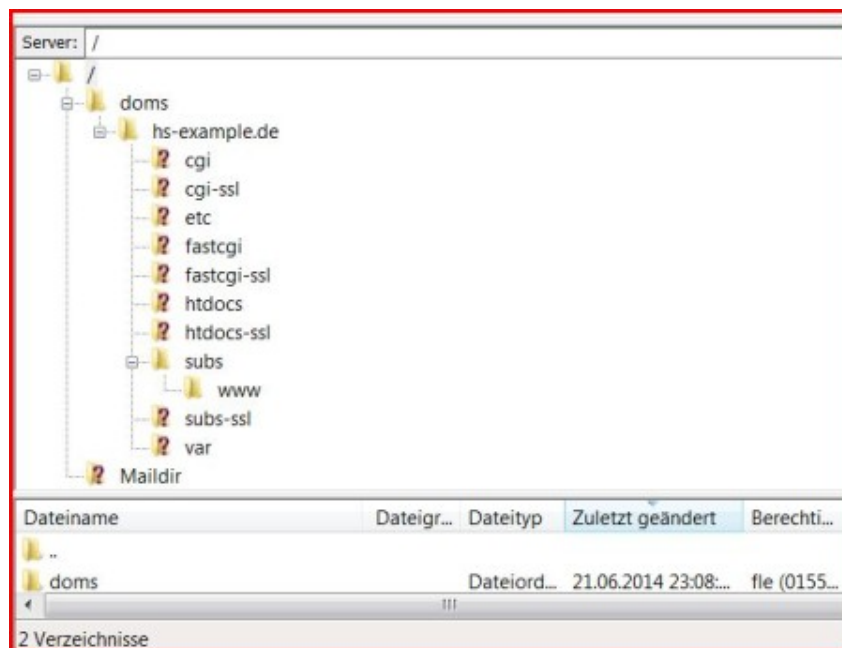 Server: /
/
doms
hs-example.de
cgi
cgi-ssl
etc
fastcgi
fastcgi-ssl
htdocs
htdocs-ssl
subs
www
subs-ssl
var
Maildir
Dateiname Dateigr... Dateityp Zuletzt geändert Berechti...
..
doms Dateiord... 21.06.2014 23:08:... fle (0155...
2 Verzeichnisse